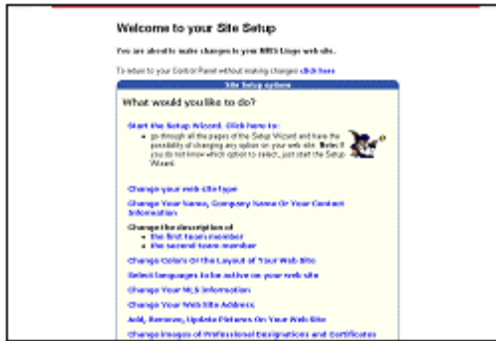 Welcome to your Site Setup
You are about to make changes to your MLS Lingo web site.
To return to your Control Panel without making changes click here
Site Setup options
What would you like to do?
Start the Setup Wizard. Click here to:
• go through all the pages of the Setup Wizard and have the
possibility of changing any option on your web site. Note: If
you do not know which option to select, just start the Setup
Wizard.
Change your web site type
Change Your Name, Company Name Or Your Contact
Information
Change the description of
• the first team member
• the second team member
Change Colors Or the Layout of Your Web Site
Select languages to be active on your web site
Change Your MLS Information
Change Your Web Site Address
Add, Remove, Update Pictures On Your Web Site
Change Images of Professional Designations and Certificates